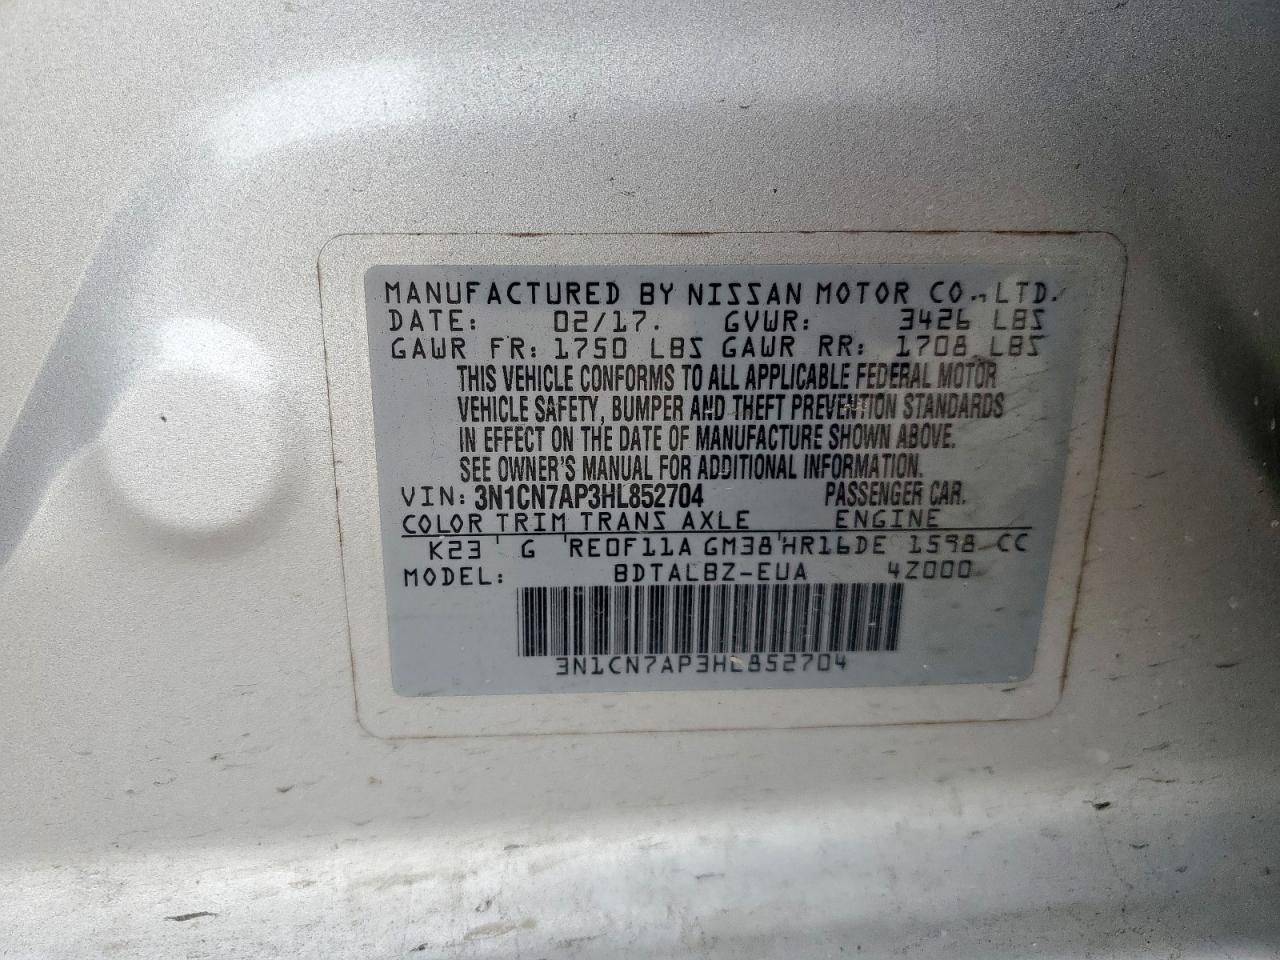 MANUFACTURED BY NISSAN MOTOR CO., LTD.
DATE: 02/17. GVWR: 3426 LBS
GAWR FR: 1750 LBS GAWR RR: 1708 LBS
THIS VEHICLE CONFORMS TO ALL APPLICABLE FEDERAL MOTOR
VEHICLE SAFETY, BUMPER AND THEFT PREVENTION STANDARDS
IN EFFECT ON THE DATE OF MANUFACTURE SHOWN ABOVE.
SEE OWNER'S MANUAL FOR ADDITIONAL INFORMATION.
VIN: 3N1CN7AP3HL852704 PASSENGER CAR.
COLOR TRIM TRANS AXLE ENGINE
K23 G RE0F11A GM38 HR16DE 1598 CC
MODEL: BDTALBZ-EUA 4Z000
3N1CN7AP3HL852704